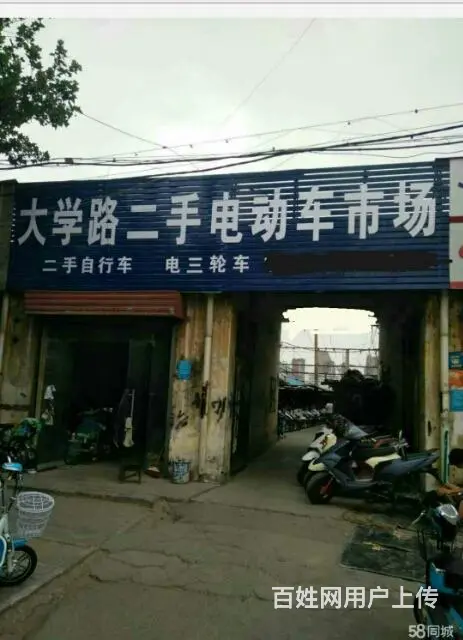 大学路二手电动车市场
二手自行车 电三轮车
百姓网用户上传
58同城